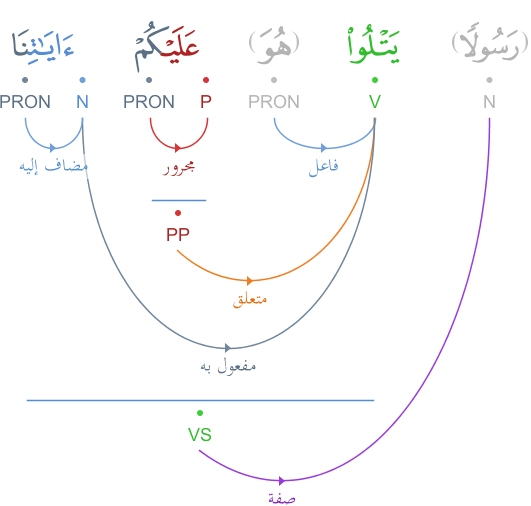 (رَسُولًا) يَتْلُوا۟ (هُوَ) عَلَيْكُمْ ءَايَٰتِنَا
N V PRON P PRON N PRON
فاعل مجرور مضاف إليه
PP
متعلق
مفعول به
VS
صفة